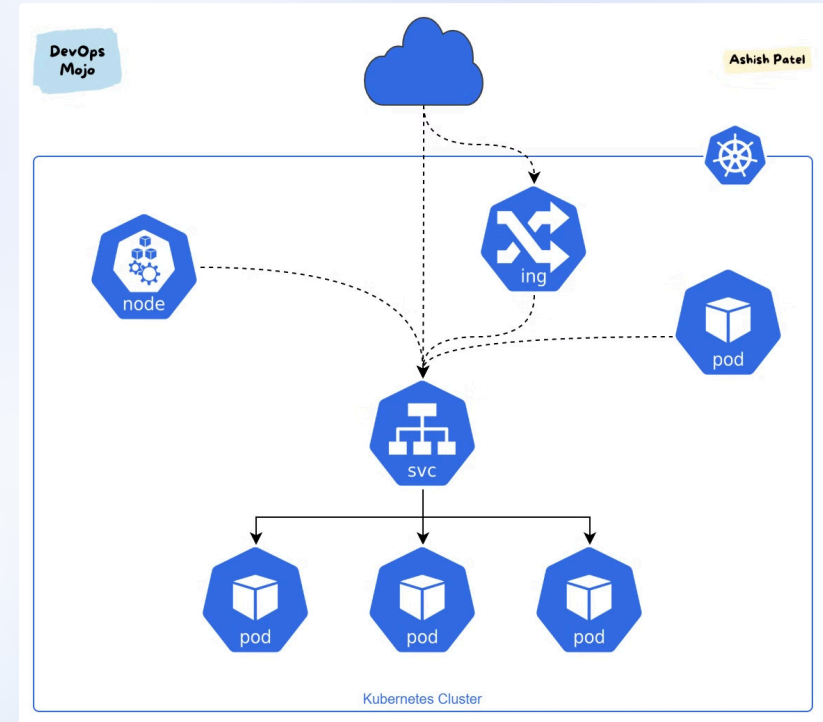 DevOps
Mojo
Ashish Patel
ing
node
pod
svc
pod
pod
pod
Kubernetes Cluster